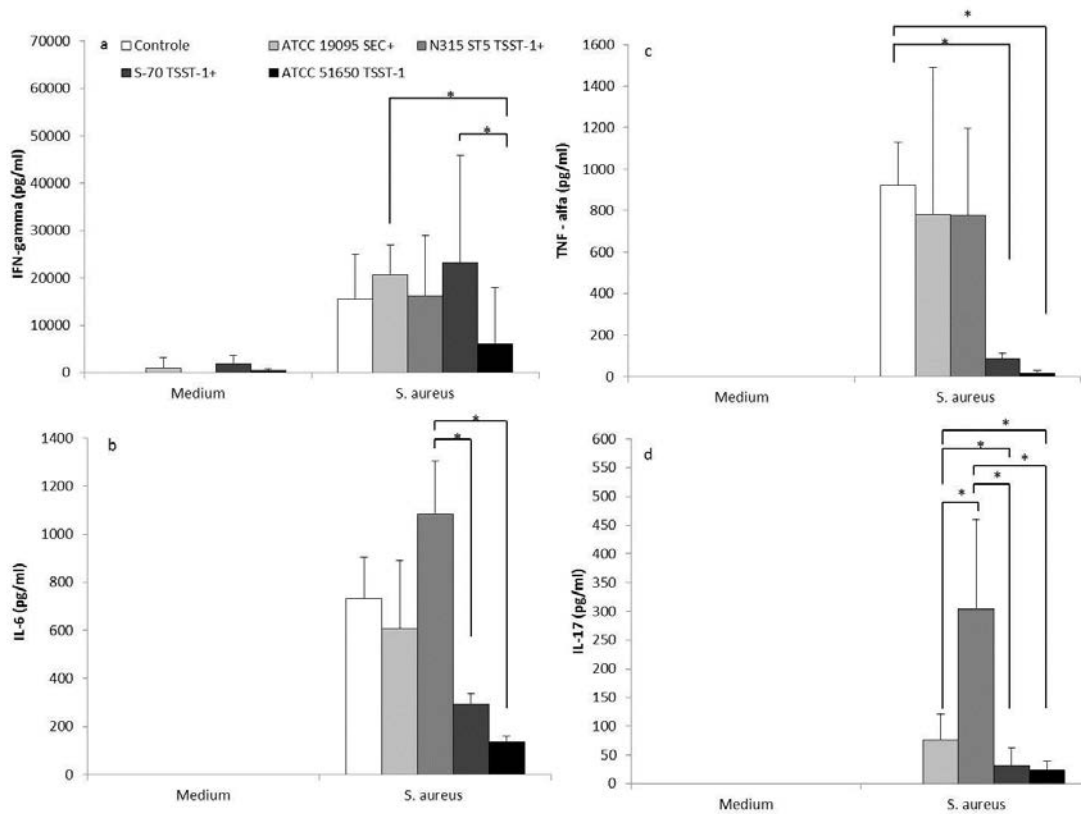 a
Controle
ATCC 19095 SEC+
N315 ST5 TSST-1+
S-70 TSST-1+
ATCC 51650 TSST-1
70000
60000
50000
40000
30000
20000
10000
0
IFN-gamma (pg/ml)
*
*
Medium
S. aureus
c
1600
1400
1200
1000
800
600
400
200
0
TNF - alfa (pg/ml)
*
*
Medium
S. aureus
b
1400
1200
1000
800
600
400
200
0
IL-6 (pg/ml)
*
*
Medium
S. aureus
d
600
550
500
450
400
350
300
250
200
150
100
50
0
IL-17 (pg/ml)
*
*
*
*
*
Medium
S. aureus